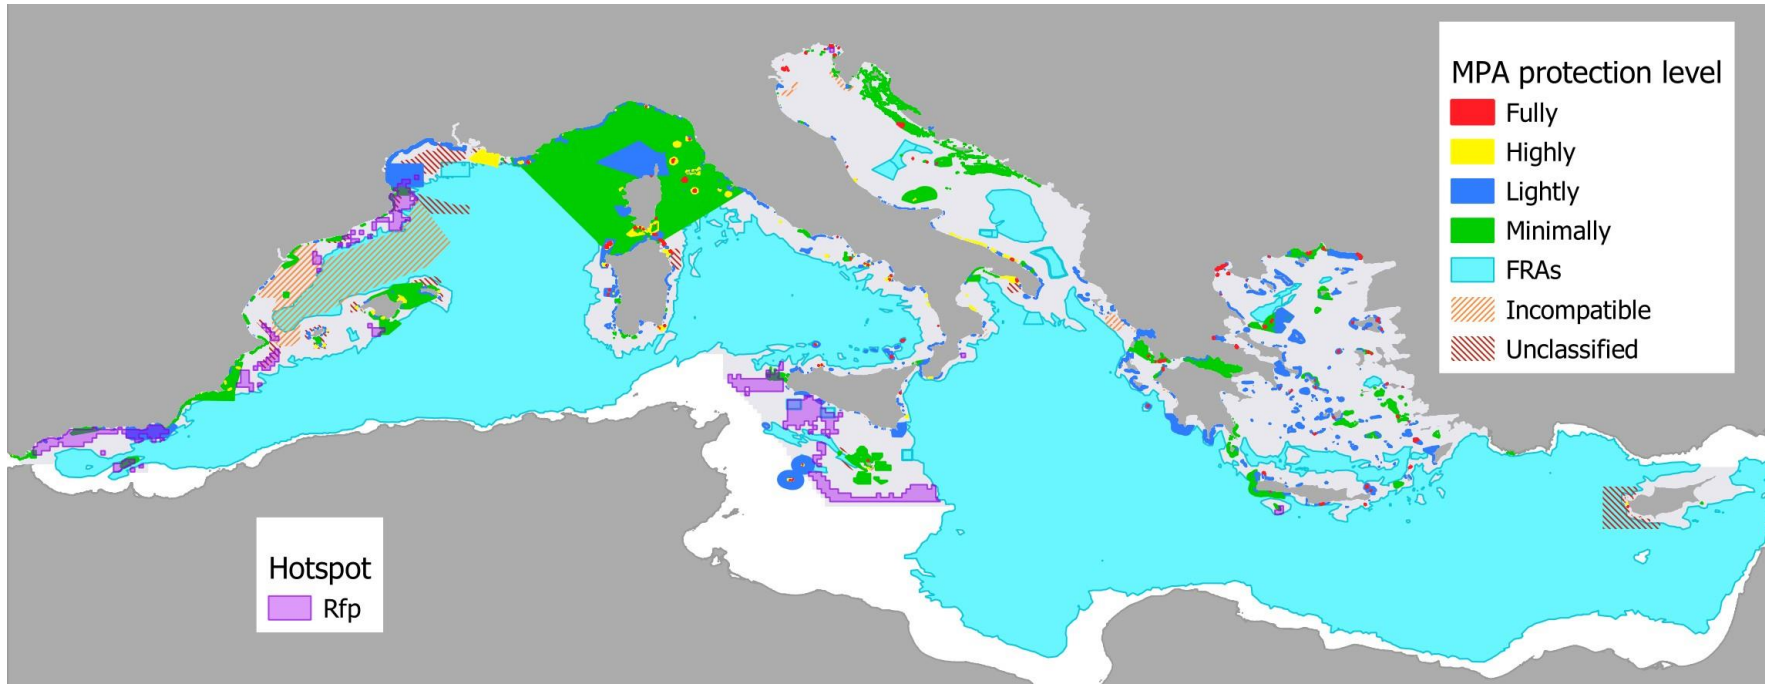 MPA protection level
Fully
Highly
Lightly
Minimally
FRAs
Incompatible
Unclassified
Hotspot
Rfp